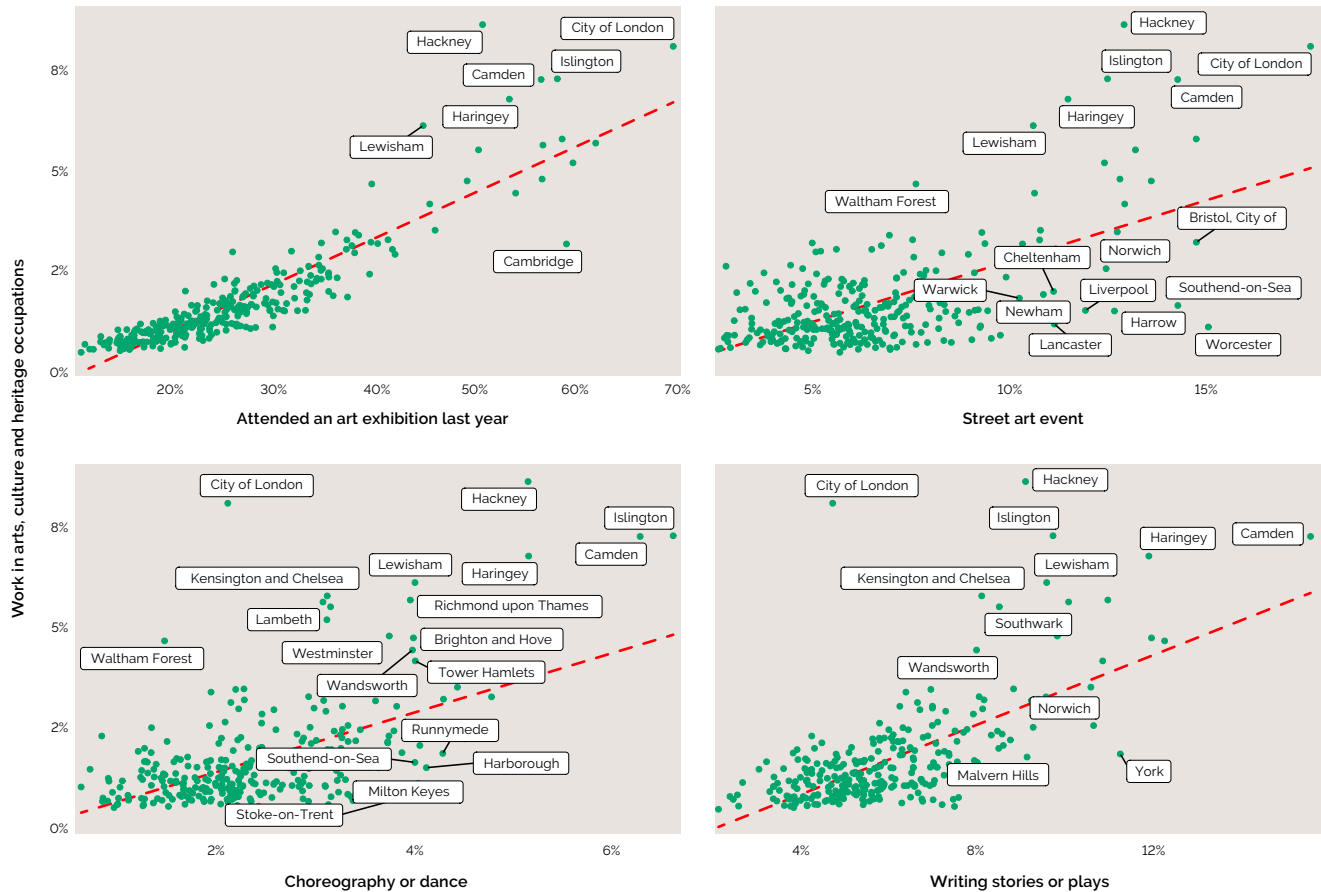 Work in arts, culture and heritage occupations
8%
5%
2%
0%
Hackney
City of London
Camden
Islington
Haringey
Lewisham
Cambridge
20%
30%
40%
50%
60%
70%
Attended an art exhibition last year
Hackney
Islington
City of London
Camden
Haringey
Lewisham
Waltham Forest
Bristol, City of
Norwich
Cheltenham
Warwick
Liverpool
Southend-on-Sea
Newham
Harrow
Lancaster
Worcester
5%
10%
15%
Street art event
8%
5%
2%
0%
City of London
Hackney
Islington
Camden
Lewisham
Haringey
Kensington and Chelsea
Richmond upon Thames
Lambeth
Brighton and Hove
Westminster
Waltham Forest
Tower Hamlets
Wandsworth
Runnymede
Southend-on-Sea
Harborough
Milton Keyes
Stoke-on-Trent
2%
4%
6%
Choreography or dance
City of London
Hackney
Islington
Haringey
Camden
Lewisham
Kensington and Chelsea
Southwark
Wandsworth
Norwich
Malvern Hills
York
4%
8%
12%
Writing stories or plays